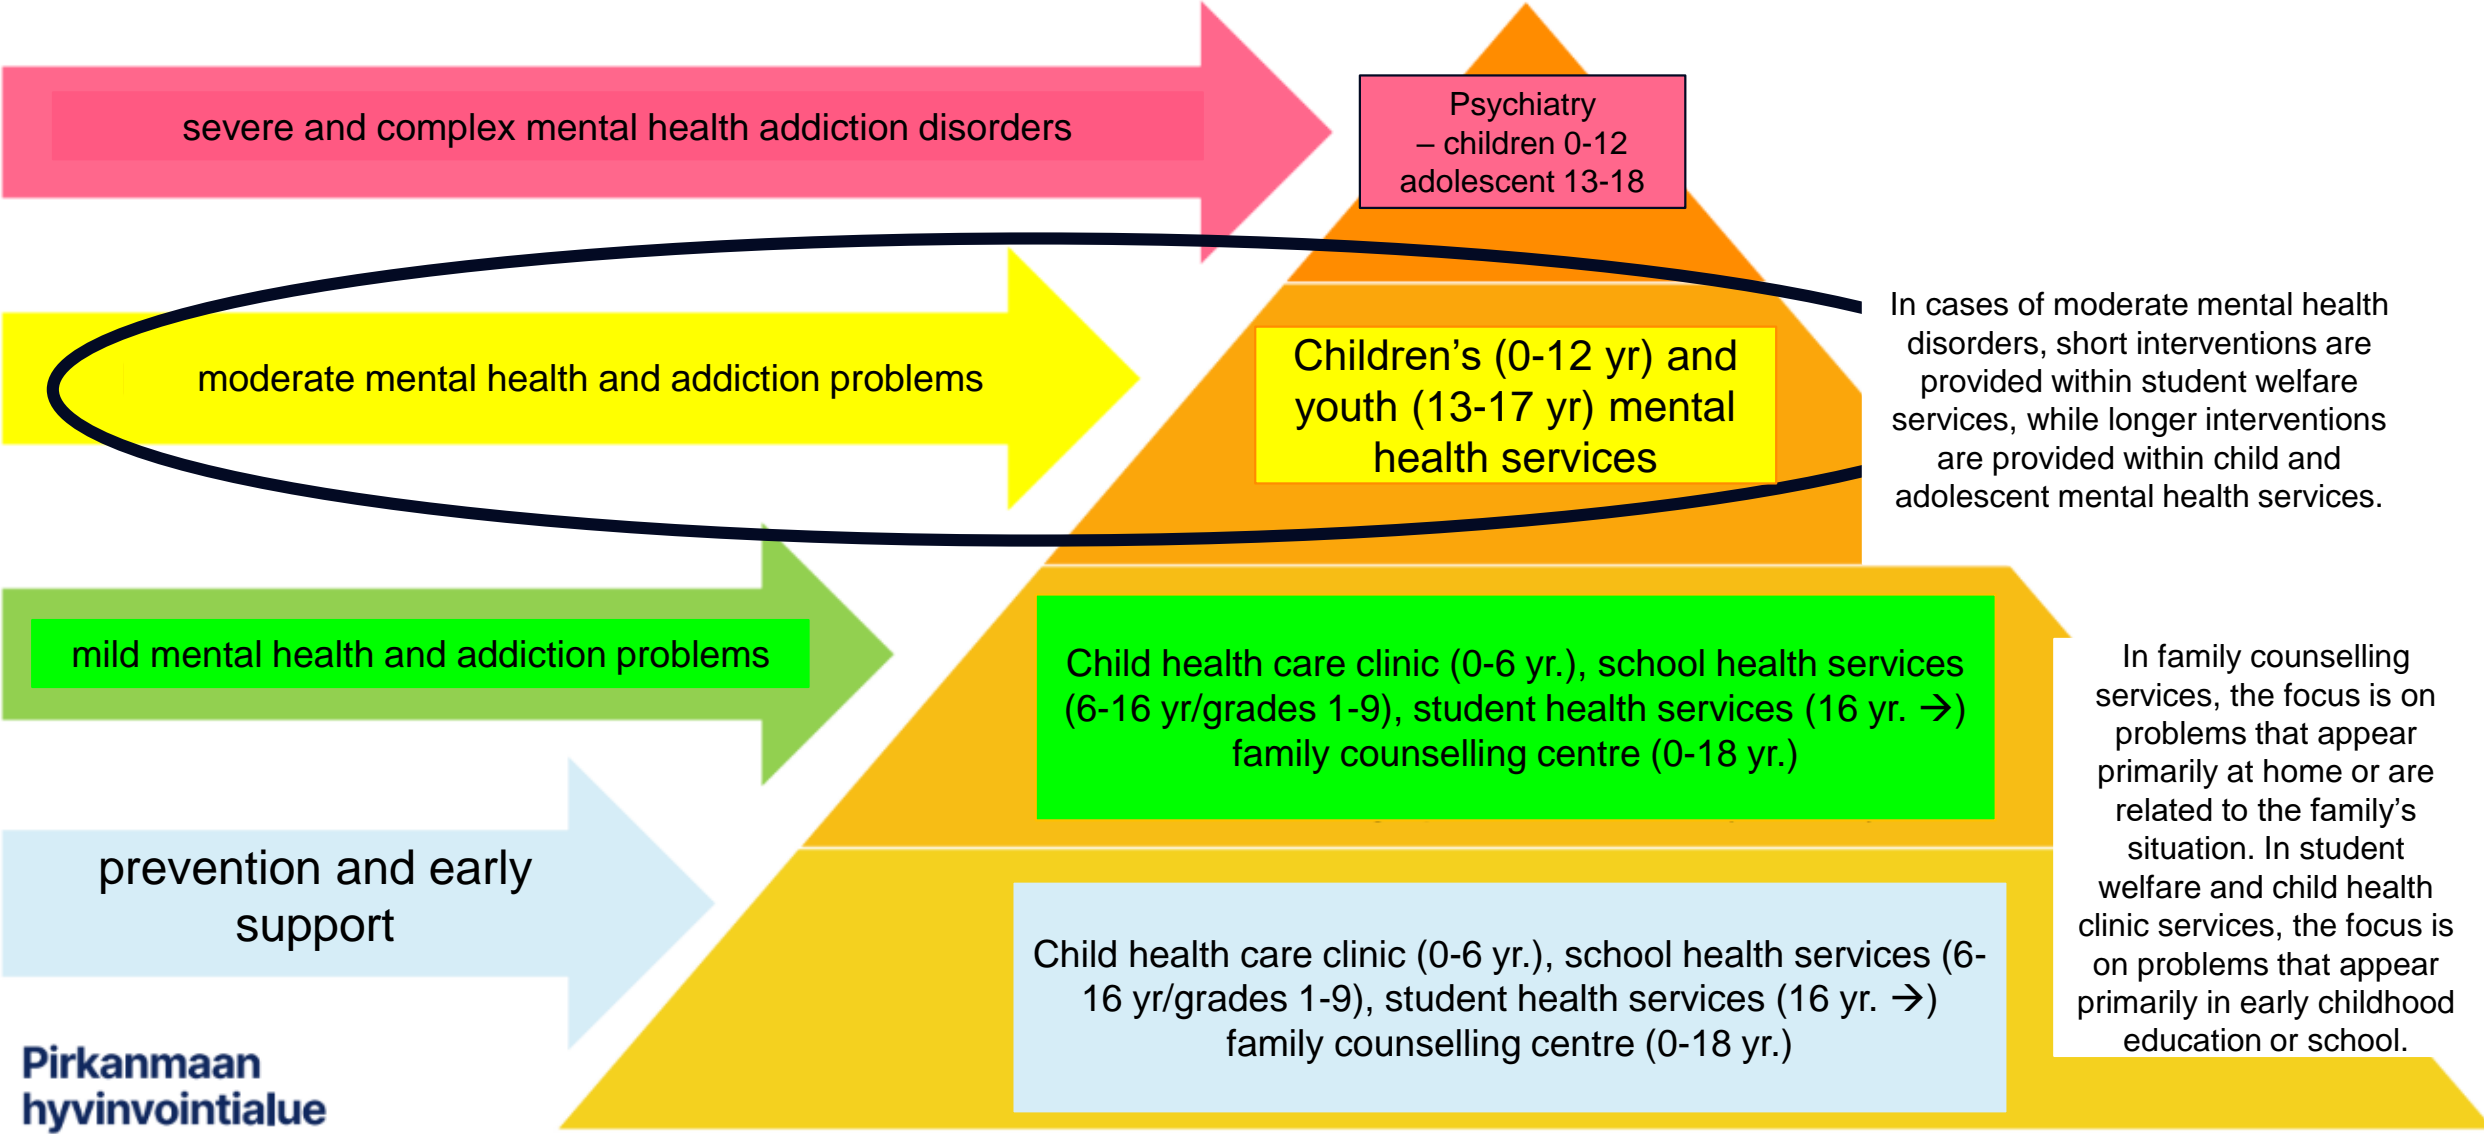 severe and complex mental health addiction disorders
Psychiatry
– children 0-12
adolescent 13-18
moderate mental health and addiction problems
Children’s (0-12 yr) and
youth (13-17 yr) mental
health services
In cases of moderate mental health
disorders, short interventions are
provided within student welfare
services, while longer interventions
are provided within child and
adolescent mental health services.
mild mental health and addiction problems
Child health care clinic (0-6 yr.), school health services
(6-16 yr/grades 1-9), student health services (16 yr. →)
family counselling centre (0-18 yr.)
In family counselling
services, the focus is on
problems that appear
primarily at home or are
related to the family’s
situation. In student
welfare and child health
clinic services, the focus is
on problems that appear
primarily in early childhood
education or school.
prevention and early
support
Child health care clinic (0-6 yr.), school health services (6-
16 yr/grades 1-9), student health services (16 yr. →)
family counselling centre (0-18 yr.)
Pirkanmaan
hyvinvointialue